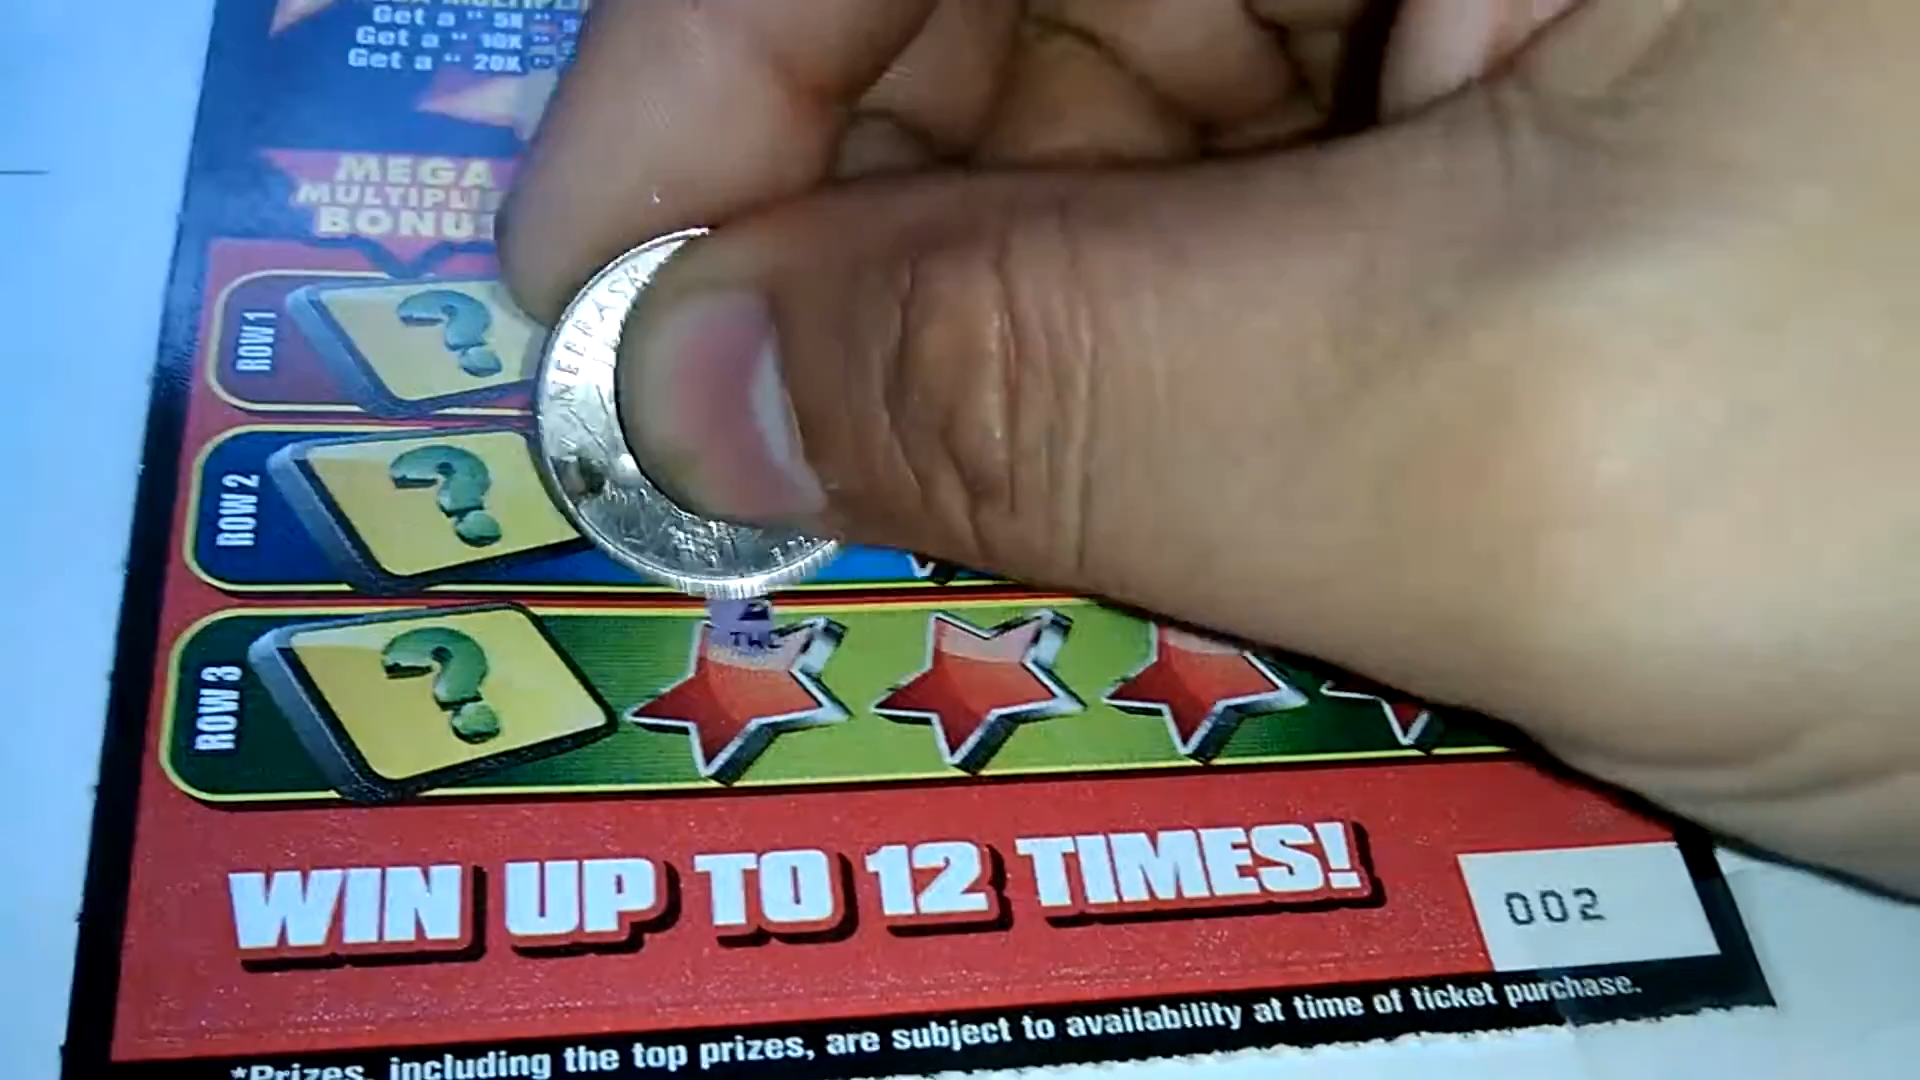 Get a "5X"
Get a "10X"
Get a "20X"
MEGA
BONUS
ROW 1
NEBRASKA
ROW 2
ROW 3
WIN UP TO 12 TIMES!
002
*Prizes, including the top prizes, are subject to availability at time of ticket purchase.